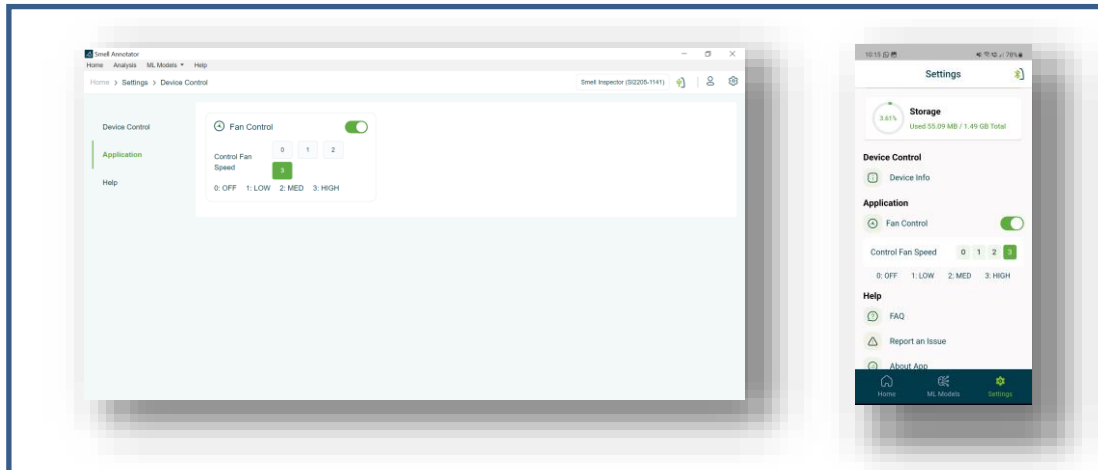 Smell Annotator
Home Analysis ML Models Help
Home > Settings > Device Control
Smell Inspector (SI2205-1141)
Device Control
Application
Help
Fan Control
Control Fan Speed
0 1 2
3
0: OFF 1: LOW 2: MED 3: HIGH
10:15
Settings
3.61%
Storage
Used 55.09 MB / 1.49 GB Total
Device Control
Device Info
Application
Fan Control
Control Fan Speed 0 1 2 3
0: OFF 1: LOW 2: MED 3: HIGH
Help
FAQ
Report an Issue
About App
Home ML Models Settings